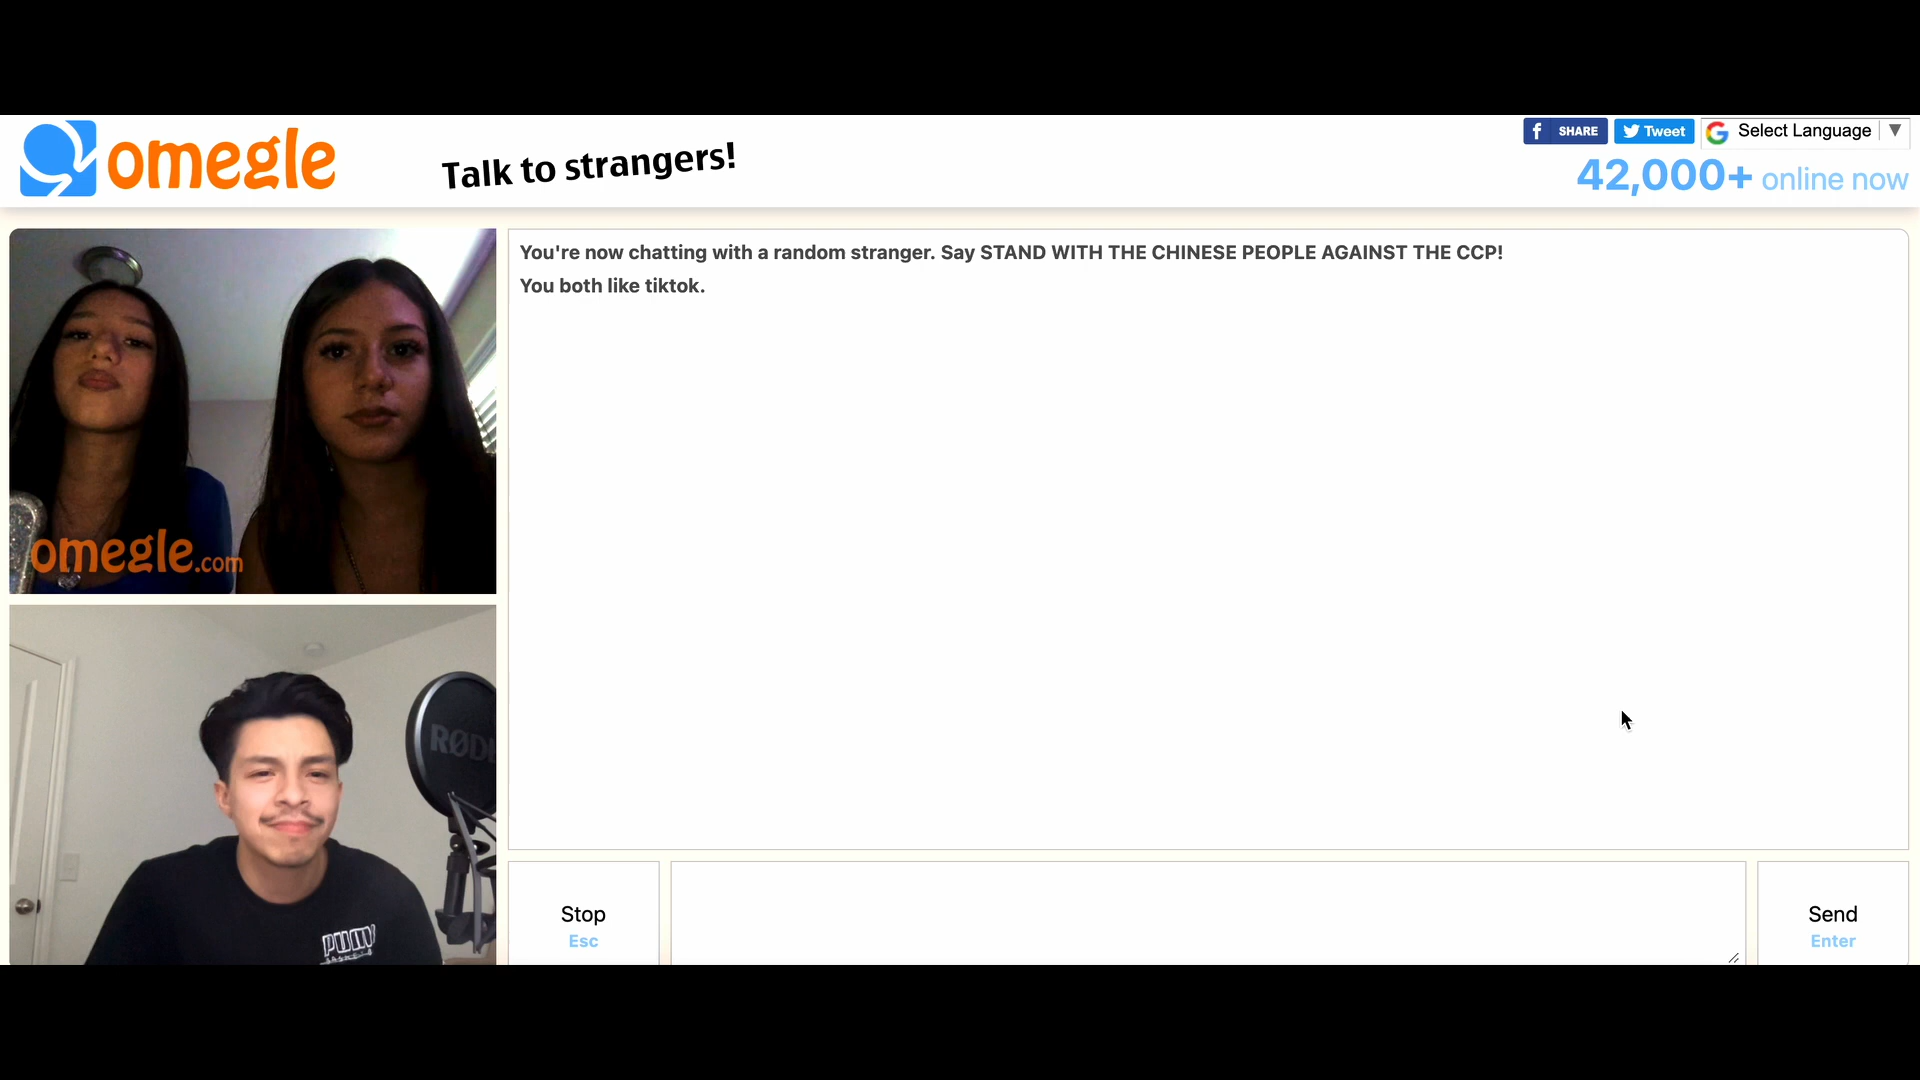 omegle
Talk to strangers!
SHARE
Tweet
Select Language
42,000+ online now
You're now chatting with a random stranger. Say STAND WITH THE CHINESE PEOPLE AGAINST THE CCP!
You both like tiktok.
omegle.com
RØDE
PUMA
Stop
Esc
Send
Enter